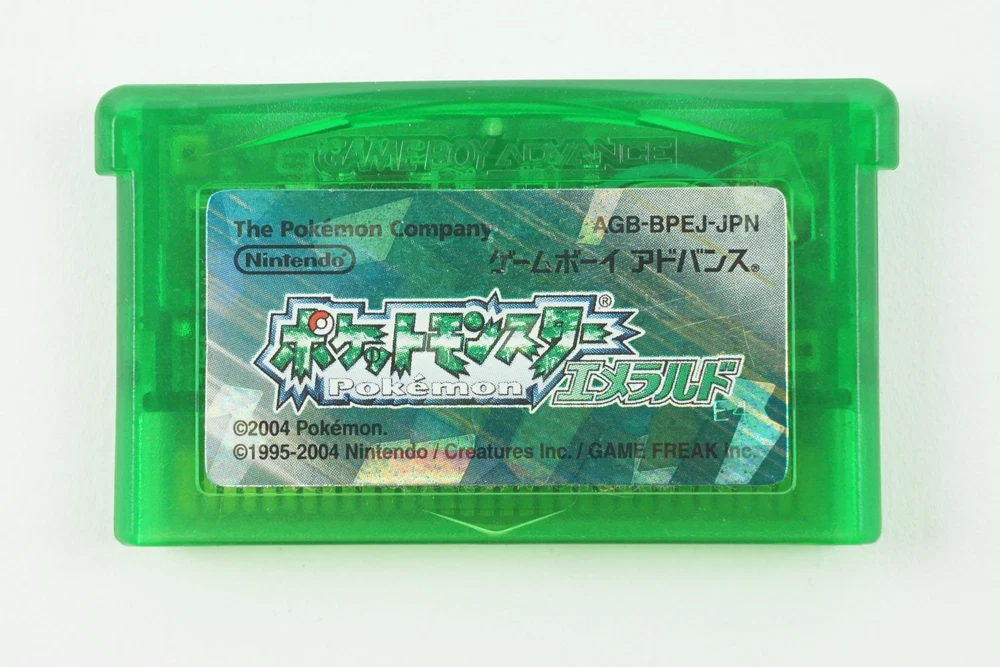 GAME BOY ADVANCE
The Pokémon Company AGB-BPEJ-JPN
Nintendo ゲームボーイ アドバンス®
ポケットモンスター®
Pokémon エメラルド
E-4
©2004 Pokémon.
©1995-2004 Nintendo / Creatures Inc. / GAME FREAK inc.